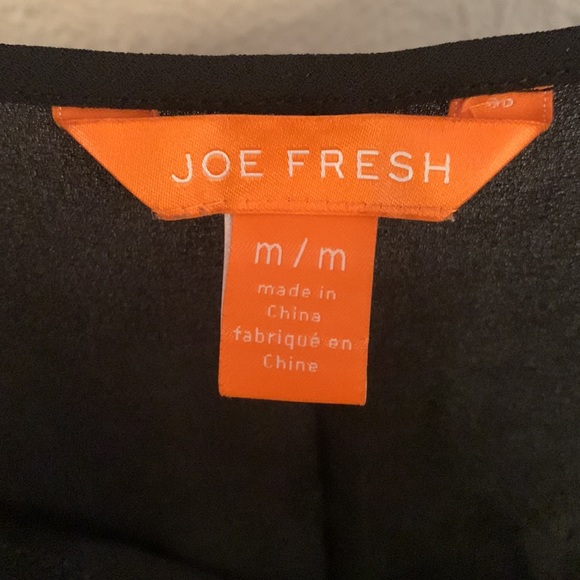 JOE FRESH
m/m
made in
China
fabriqué en
Chine